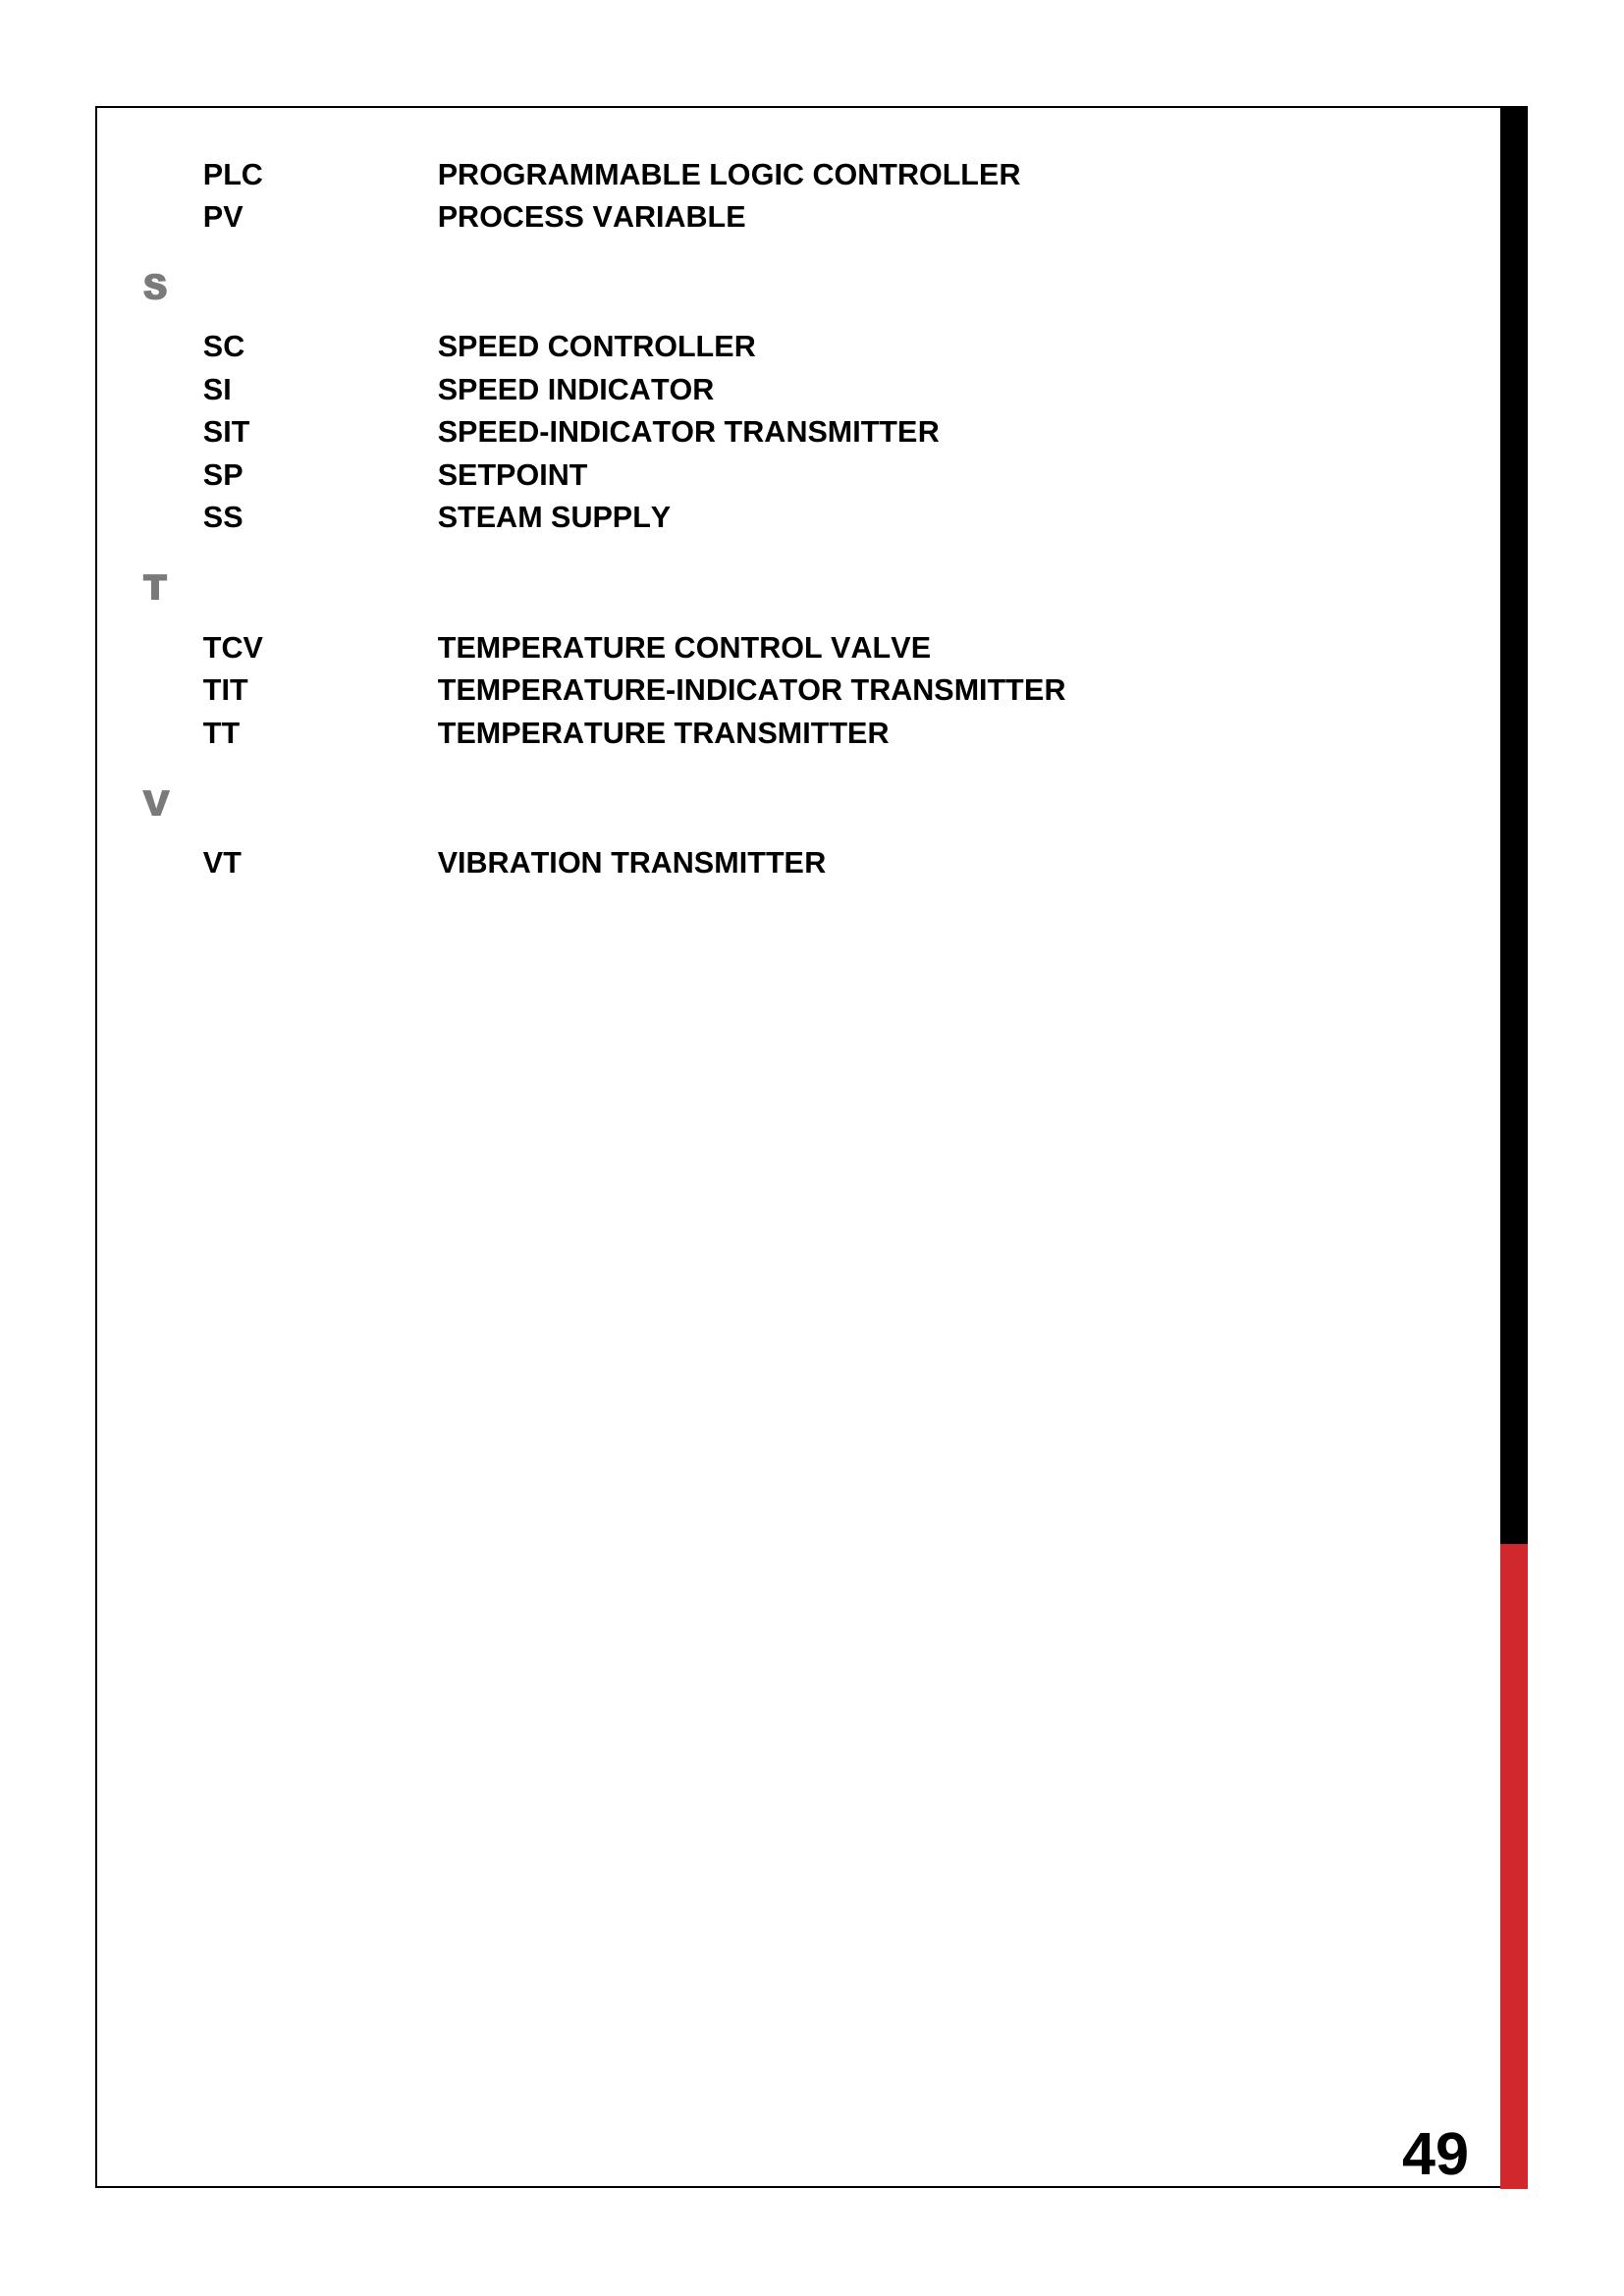 PLC PROGRAMMABLE LOGIC CONTROLLER
PV PROCESS VARIABLE
S
SC SPEED CONTROLLER
SI SPEED INDICATOR
SIT SPEED-INDICATOR TRANSMITTER
SP SETPOINT
SS STEAM SUPPLY
T
TCV TEMPERATURE CONTROL VALVE
TIT TEMPERATURE-INDICATOR TRANSMITTER
TT TEMPERATURE TRANSMITTER
V
VT VIBRATION TRANSMITTER
49